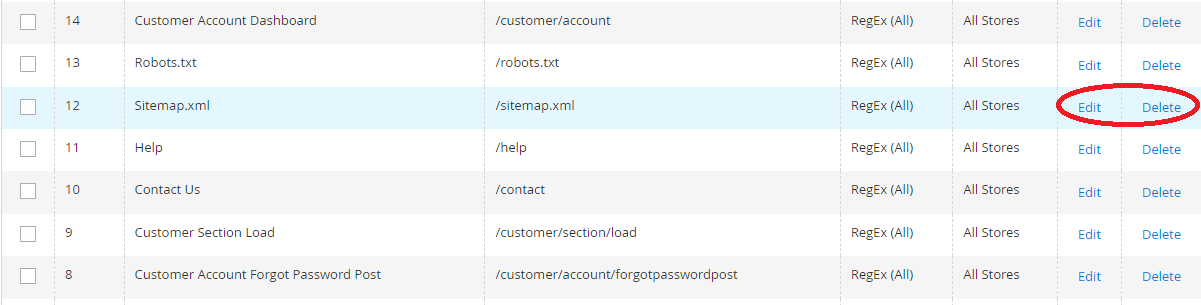 14 Customer Account Dashboard /customer/account RegEx (All) All Stores Edit Delete
13 Robots.txt /robots.txt RegEx (All) All Stores Edit Delete
12 Sitemap.xml /sitemap.xml RegEx (All) All Stores Edit Delete
11 Help /help RegEx (All) All Stores Edit Delete
10 Contact Us /contact RegEx (All) All Stores Edit Delete
9 Customer Section Load /customer/section/load RegEx (All) All Stores Edit Delete
8 Customer Account Forgot Password Post /customer/account/forgotpasswordpost RegEx (All) All Stores Edit Delete